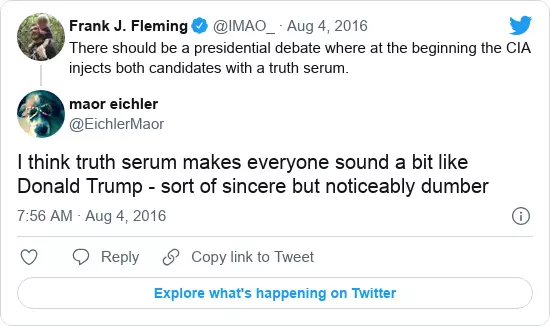 Frank J. Fleming @IMAO_ · Aug 4, 2016
There should be a presidential debate where at the beginning the CIA
injects both candidates with a truth serum.
maor eichler
@EichlerMaor
I think truth serum makes everyone sound a bit like
Donald Trump - sort of sincere but noticeably dumber
7:56 AM · Aug 4, 2016
Reply Copy link to Tweet
Explore what's happening on Twitter